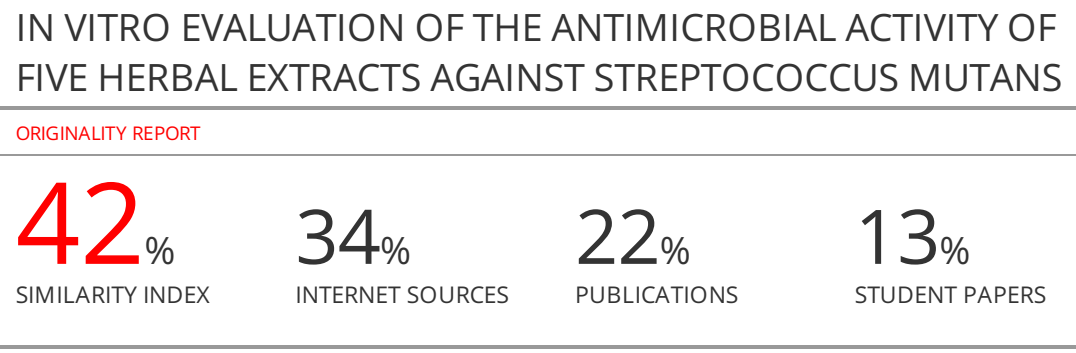 IN VITRO EVALUATION OF THE ANTIMICROBIAL ACTIVITY OF
FIVE HERBAL EXTRACTS AGAINST STREPTOCOCCUS MUTANS
ORIGINALITY REPORT
42% 34% 22% 13%
SIMILARITY INDEX INTERNET SOURCES PUBLICATIONS STUDENT PAPERS